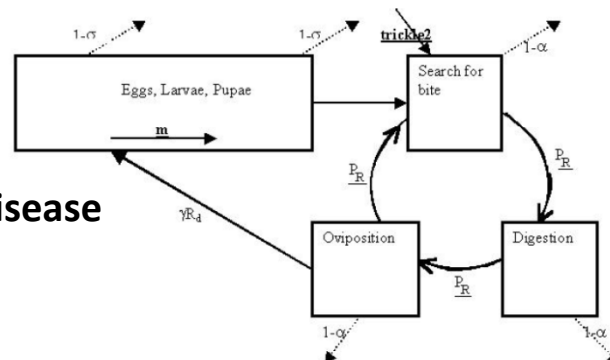 1-σ
1-σ
trickle2
1-α
Search for
bite
Eggs, Larvae, Pupae
m
P_R
P_R
isease
γR_d
Oviposition
Digestion
P_R
1-α
1-α